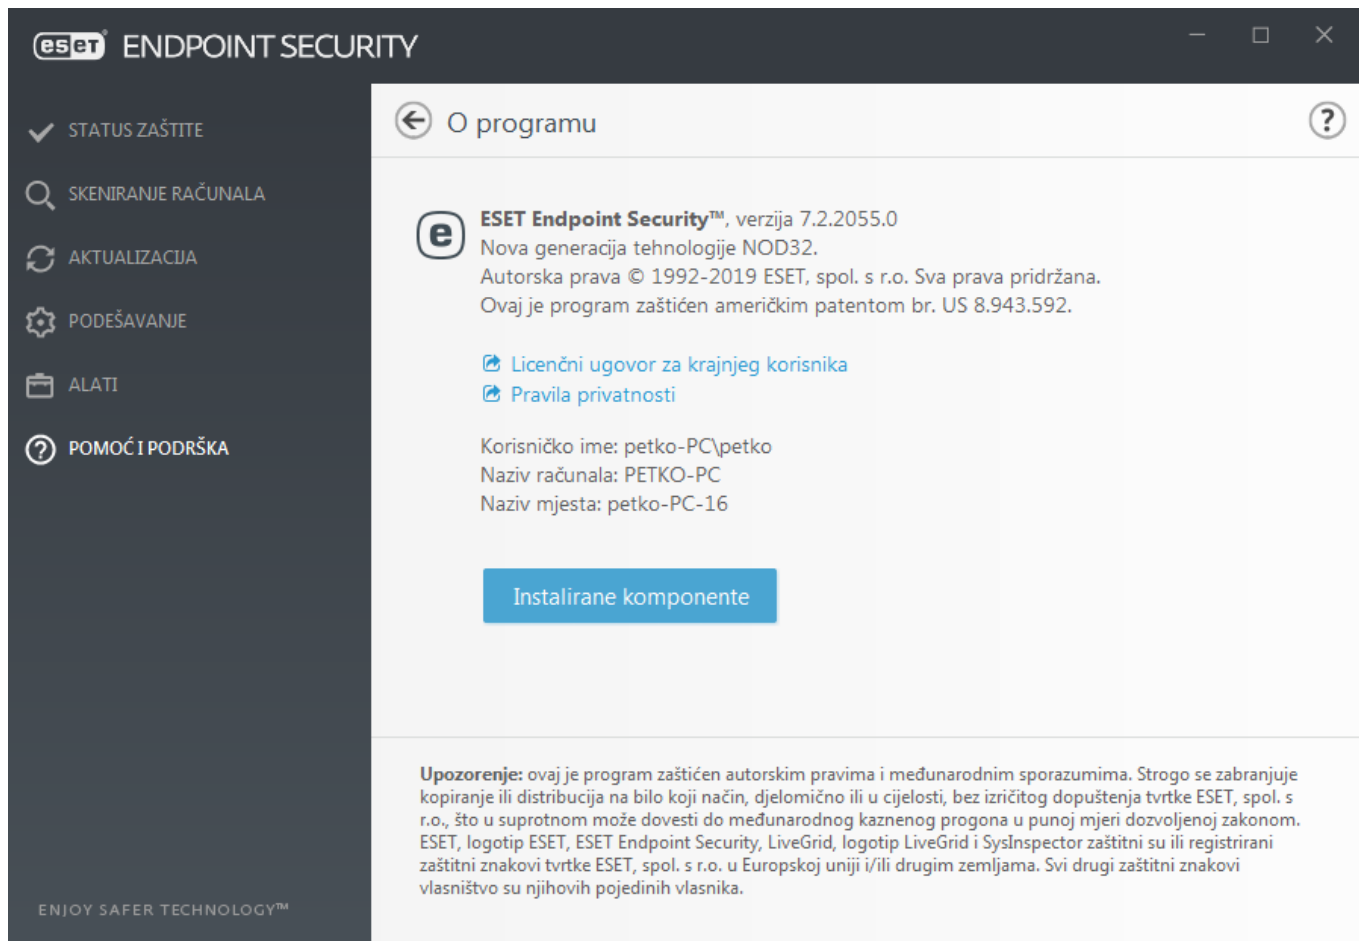 eset ENDPOINT SECURITY
STATUS ZAŠTITE
SKENIRANJE RAČUNALA
AKTUALIZACIJA
PODEŠAVANJE
ALATI
POMOĆ I PODRŠKA
ENJOY SAFER TECHNOLOGY™
O programu
?
e
ESET Endpoint Security™, verzija 7.2.2055.0
Nova generacija tehnologije NOD32.
Autorska prava © 1992-2019 ESET, spol. s r.o. Sva prava pridržana.
Ovaj je program zaštićen američkim patentom br. US 8.943.592.
Licenčni ugovor za krajnjeg korisnika
Pravila privatnosti
Korisničko ime: petko-PC\petko
Naziv računala: PETKO-PC
Naziv mjesta: petko-PC-16
Instalirane komponente
Upozorenje: ovaj je program zaštićen autorskim pravima i međunarodnim sporazumima. Strogo se zabranjuje
kopiranje ili distribucija na bilo koji način, djelomično ili u cijelosti, bez izričitog dopuštenja tvrtke ESET, spol. s
r.o., što u suprotnom može dovesti do međunarodnog kaznenog progona u punoj mjeri dozvoljenoj zakonom.
ESET, logotip ESET, ESET Endpoint Security, LiveGrid, logotip LiveGrid i SysInspector zaštitni su ili registrirani
zaštitni znakovi tvrtke ESET, spol. s r.o. u Europskoj uniji i/ili drugim zemljama. Svi drugi zaštitni znakovi
vlasništvo su njihovih pojedinih vlasnika.